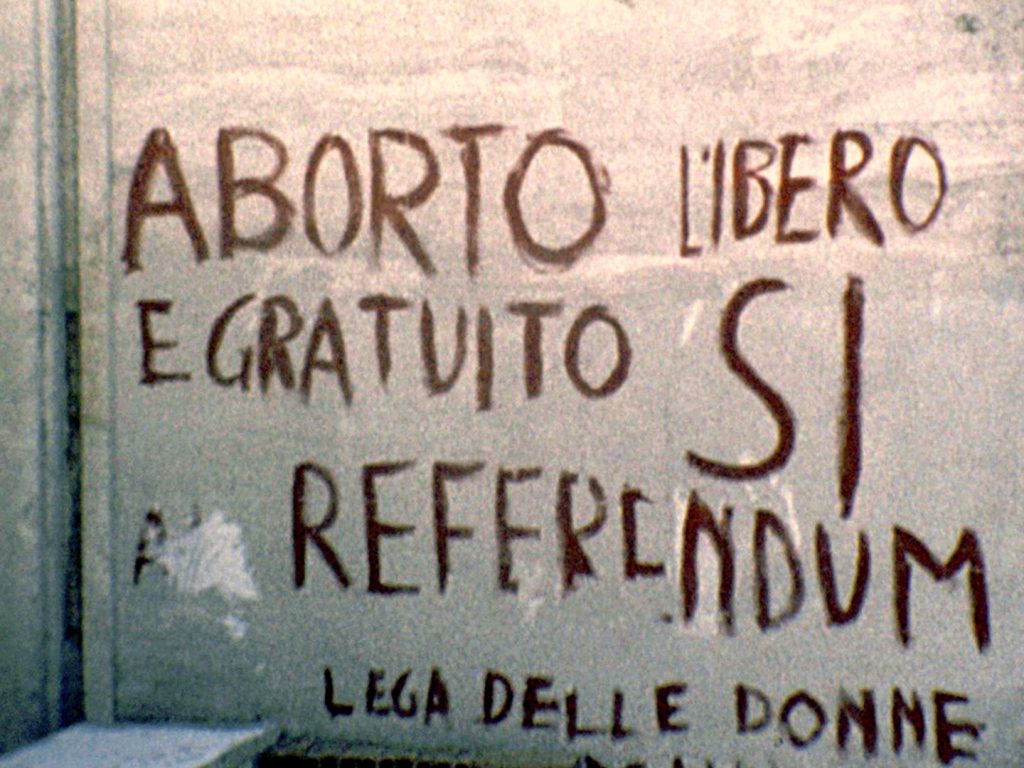 ABORTO LIBERO
E GRATUITO SI
REFERENDUM
LEGA DELLE DONNE